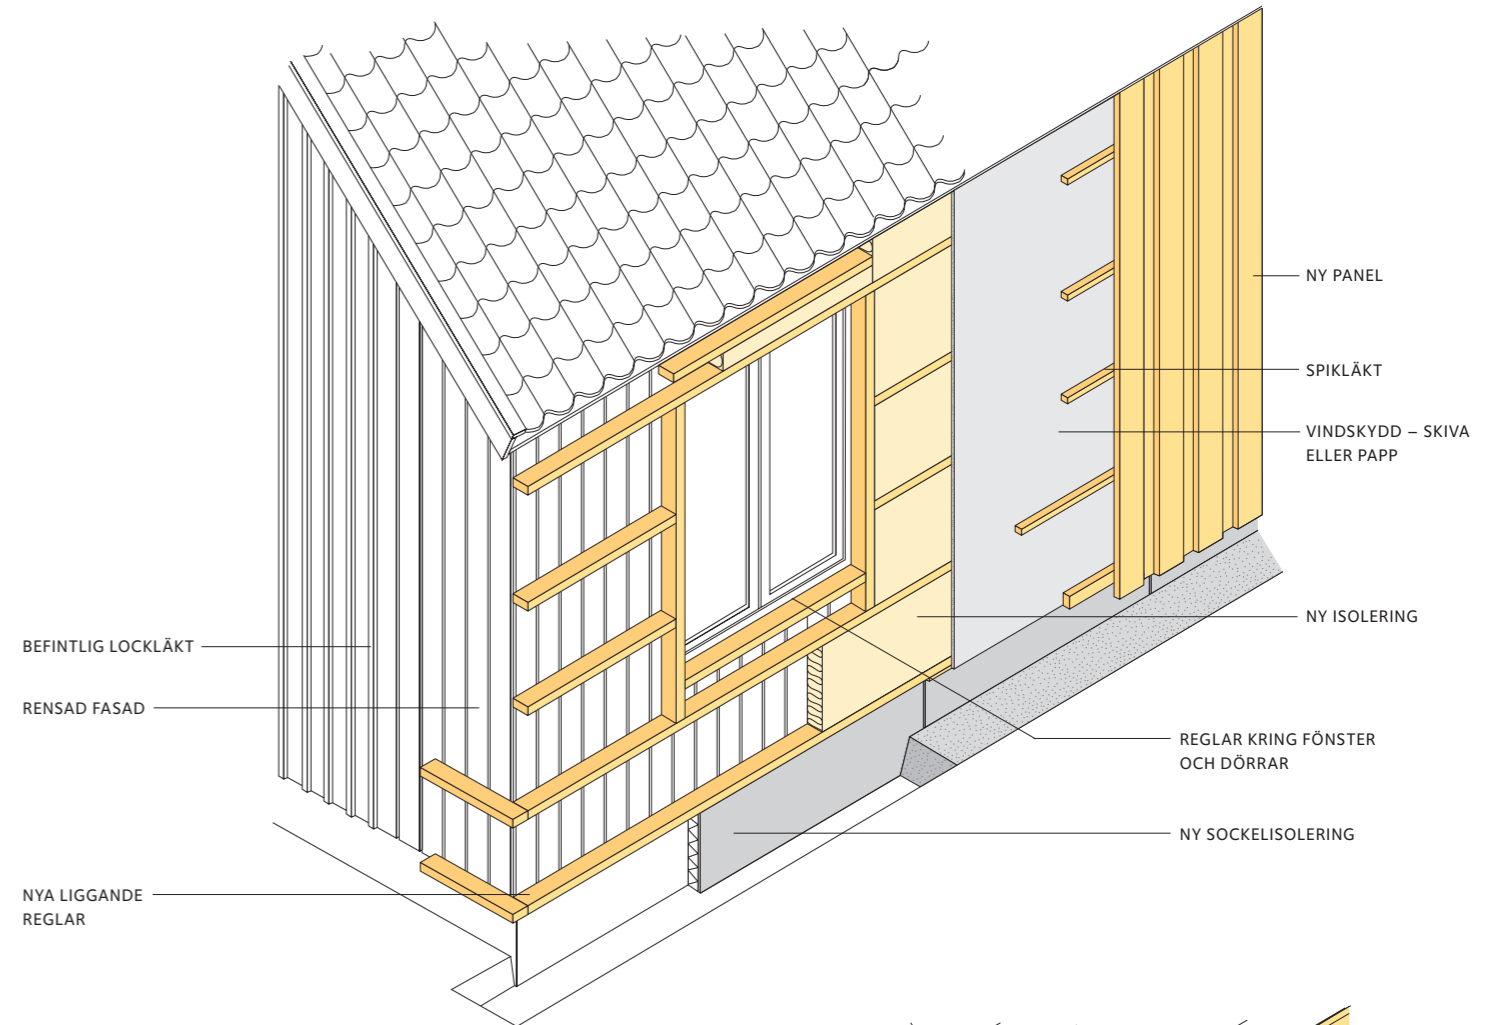 NY PANEL
SPIKLÄKT
VINDSKYDD – SKIVA
ELLER PAPP
NY ISOLERING
BEFINTLIG LOCKLÄKT
RENSAD FASAD
REGLAR KRING FÖNSTER
OCH DÖRRAR
NY SOCKELISOLERING
NYA LIGGANDE
REGLAR